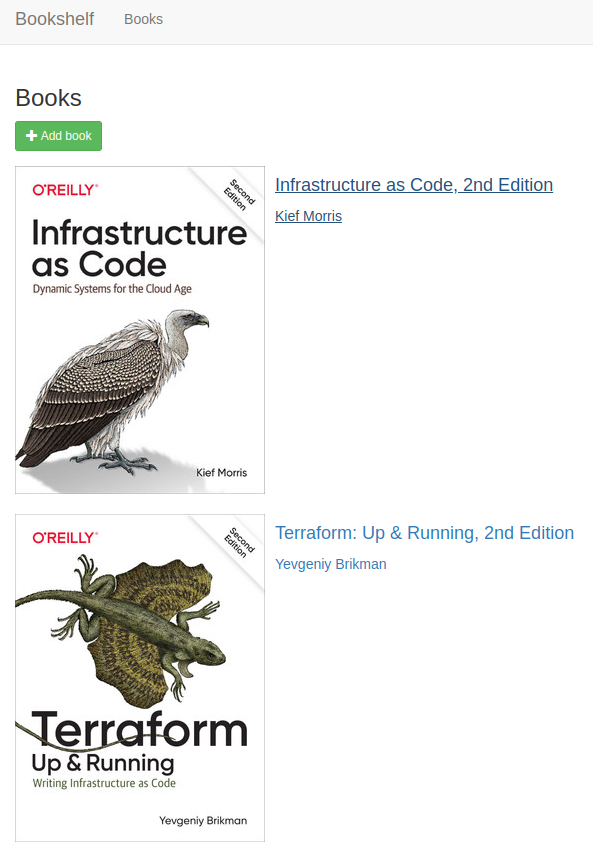 Bookshelf Books
Books
Add book
O'REILLY®
Second
Edition
Infrastructure
as Code
Dynamic Systems for the Cloud Age
Kief Morris
Infrastructure as Code, 2nd Edition
Kief Morris
O'REILLY®
Second
Edition
Terraform
Up & Running
Writing Infrastructure as Code
Yevgeniy Brikman
Terraform: Up & Running, 2nd Edition
Yevgeniy Brikman